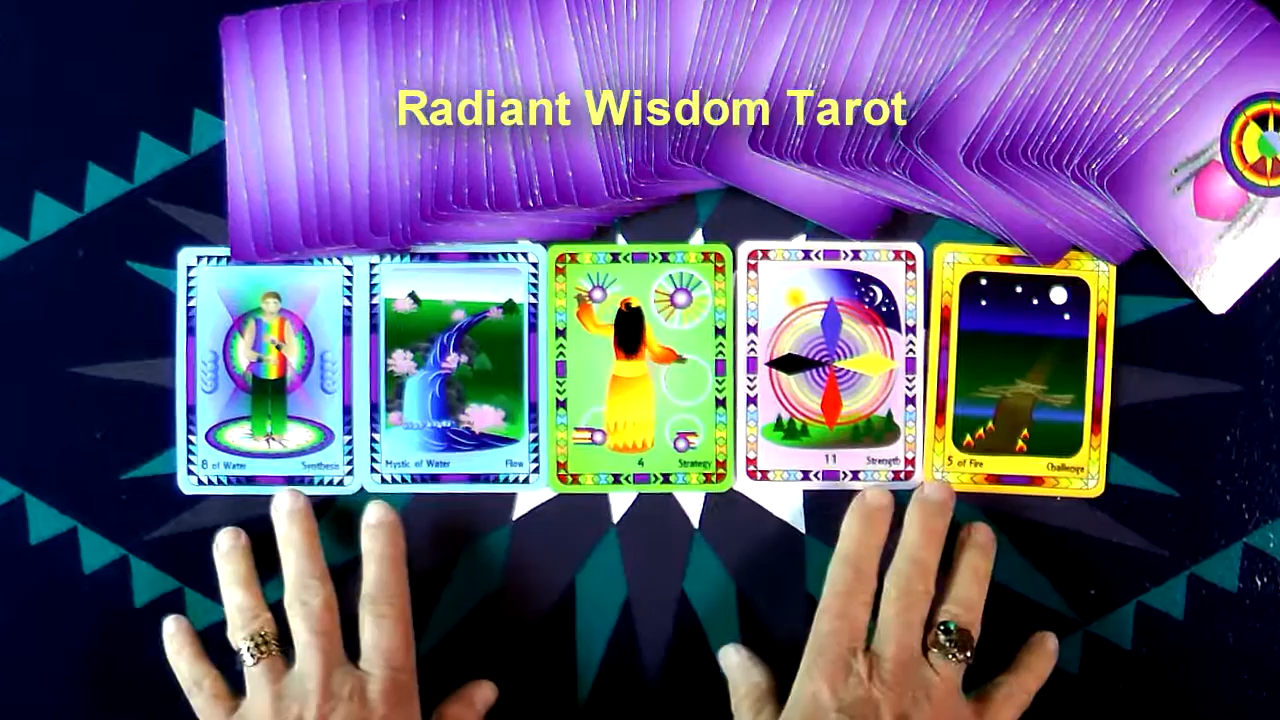 Radiant Wisdom Tarot
8 of Water Synthesis
Mystic of Water Flow
4 Strategy
11 Strength
5 of Fire Challenge